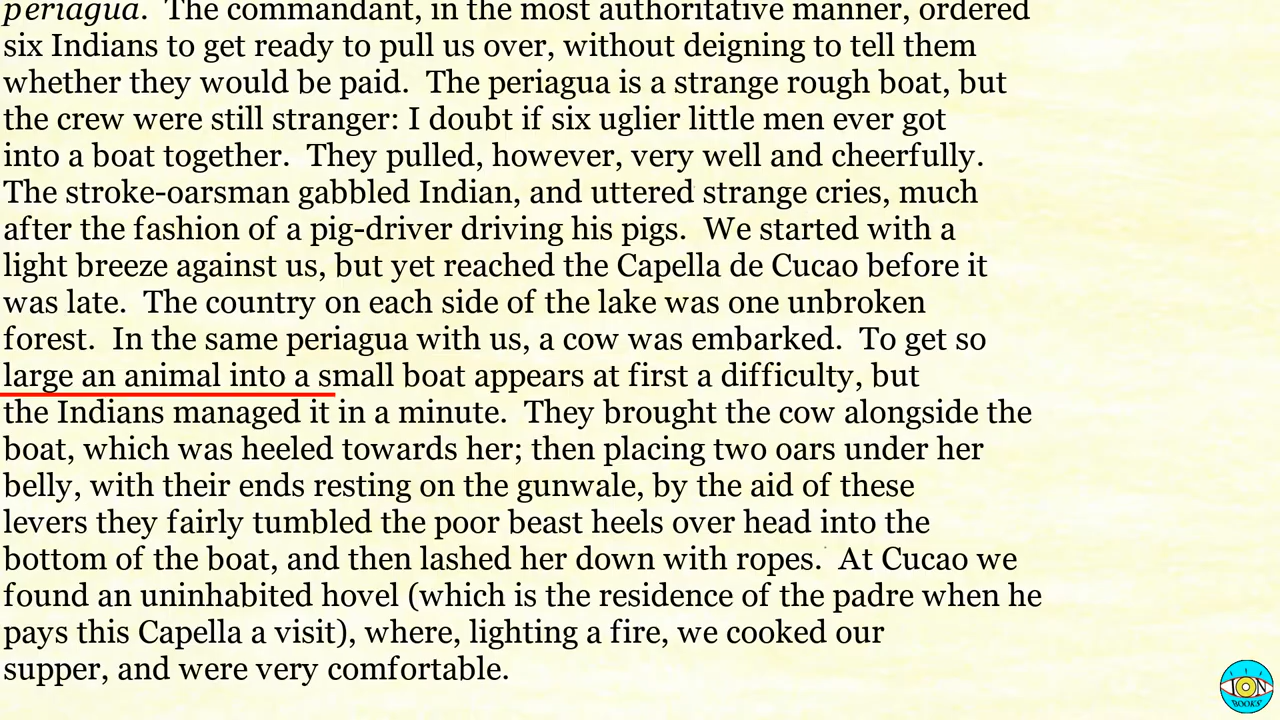 periagua.  The commandant, in the most authoritative manner, ordered
six Indians to get ready to pull us over, without deigning to tell them
whether they would be paid.  The periagua is a strange rough boat, but
the crew were still stranger: I doubt if six uglier little men ever got
into a boat together.  They pulled, however, very well and cheerfully.
The stroke-oarsman gabbled Indian, and uttered strange cries, much
after the fashion of a pig-driver driving his pigs.  We started with a
light breeze against us, but yet reached the Capella de Cucao before it
was late.  The country on each side of the lake was one unbroken
forest.  In the same periagua with us, a cow was embarked.  To get so
large an animal into a small boat appears at first a difficulty, but
the Indians managed it in a minute.  They brought the cow alongside the
boat, which was heeled towards her; then placing two oars under her
belly, with their ends resting on the gunwale, by the aid of these
levers they fairly tumbled the poor beast heels over head into the
bottom of the boat, and then lashed her down with ropes.  At Cucao we
found an uninhabited hovel (which is the residence of the padre when he
pays this Capella a visit), where, lighting a fire, we cooked our
supper, and were very comfortable.
ION
BOOKS